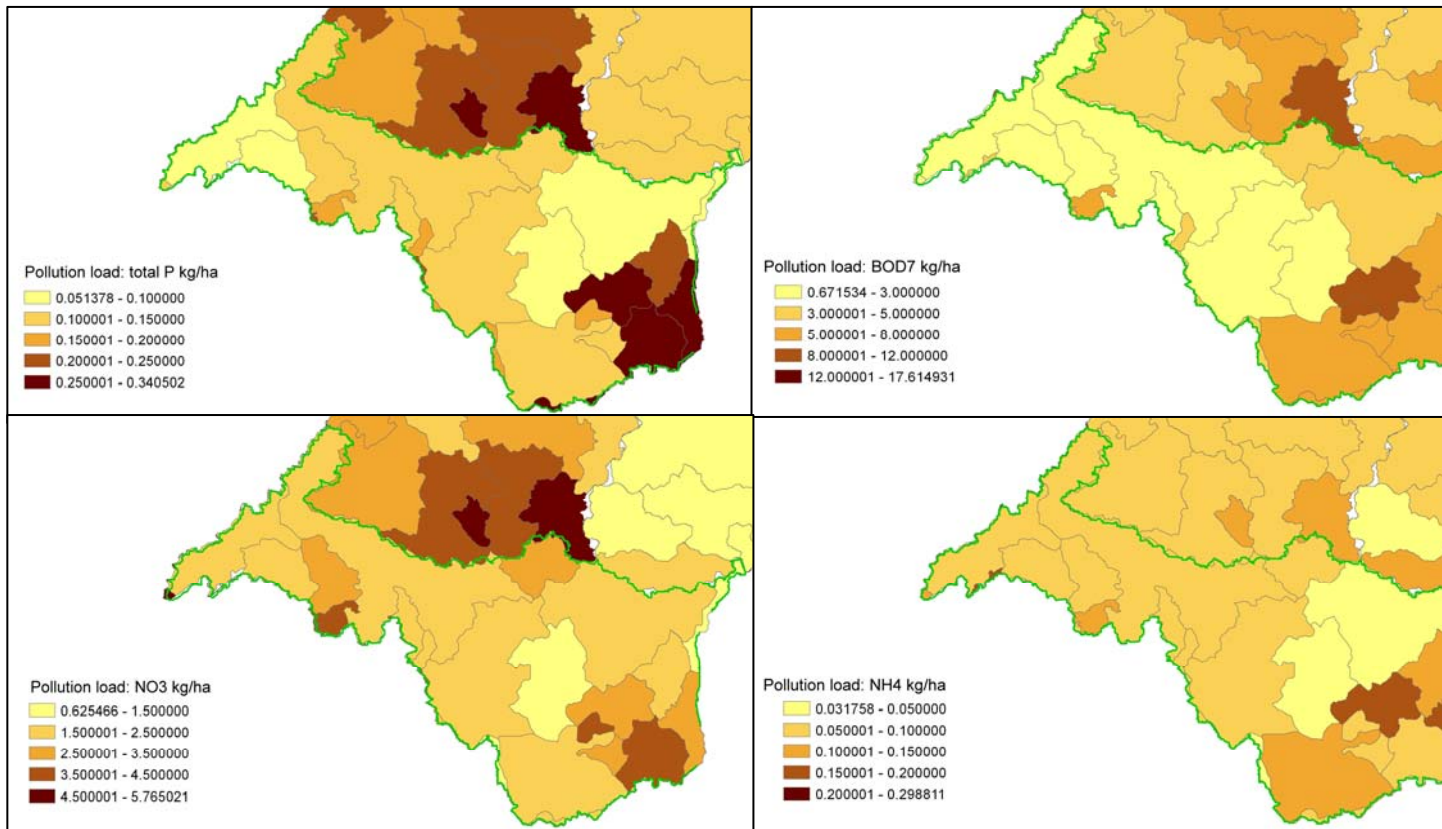 Pollution load: total P kg/ha
0.051378 - 0.100000
0.100001 - 0.150000
0.150001 - 0.200000
0.200001 - 0.250000
0.250001 - 0.340502
Pollution load: BOD7 kg/ha
0.671534 - 3.000000
3.000001 - 5.000000
5.000001 - 8.000000
8.000001 - 12.000000
12.000001 - 17.614931
Pollution load: NO3 kg/ha
0.625466 - 1.500000
1.500001 - 2.500000
2.500001 - 3.500000
3.500001 - 4.500000
4.500001 - 5.765021
Pollution load: NH4 kg/ha
0.031758 - 0.050000
0.050001 - 0.100000
0.100001 - 0.150000
0.150001 - 0.200000
0.200001 - 0.298811